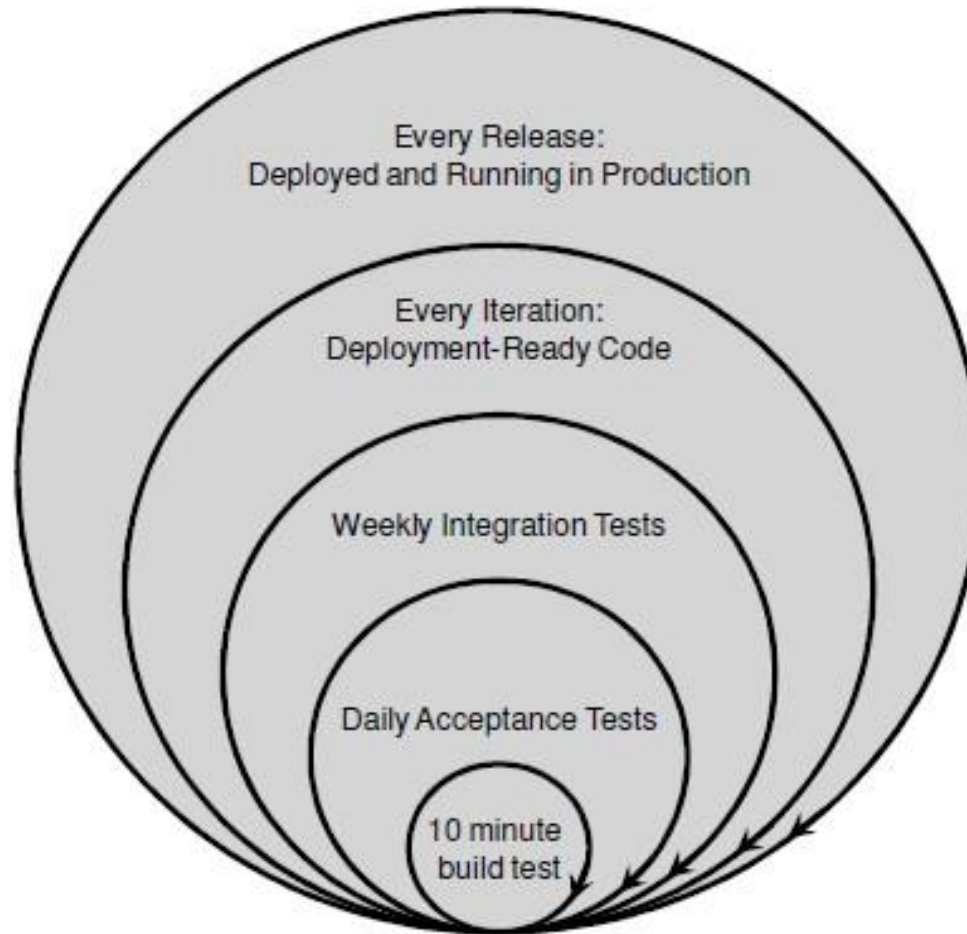 Every Release:
Deployed and Running in Production
Every Iteration:
Deployment-Ready Code
Weekly Integration Tests
Daily Acceptance Tests
10 minute
build test